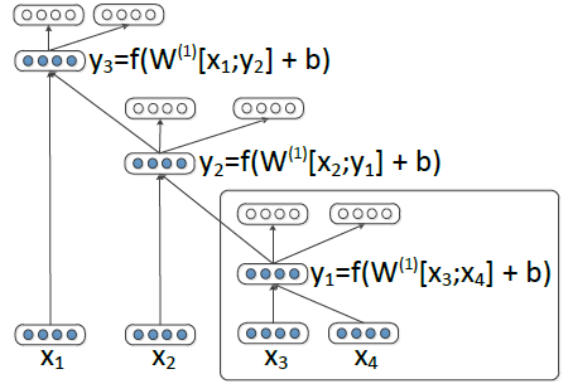 y₃=f(W⁽¹⁾[x₁;y₂] + b)
y₂=f(W⁽¹⁾[x₂;y₁] + b)
y₁=f(W⁽¹⁾[x₃;x₄] + b)
x₁ x₂ x₃ x₄